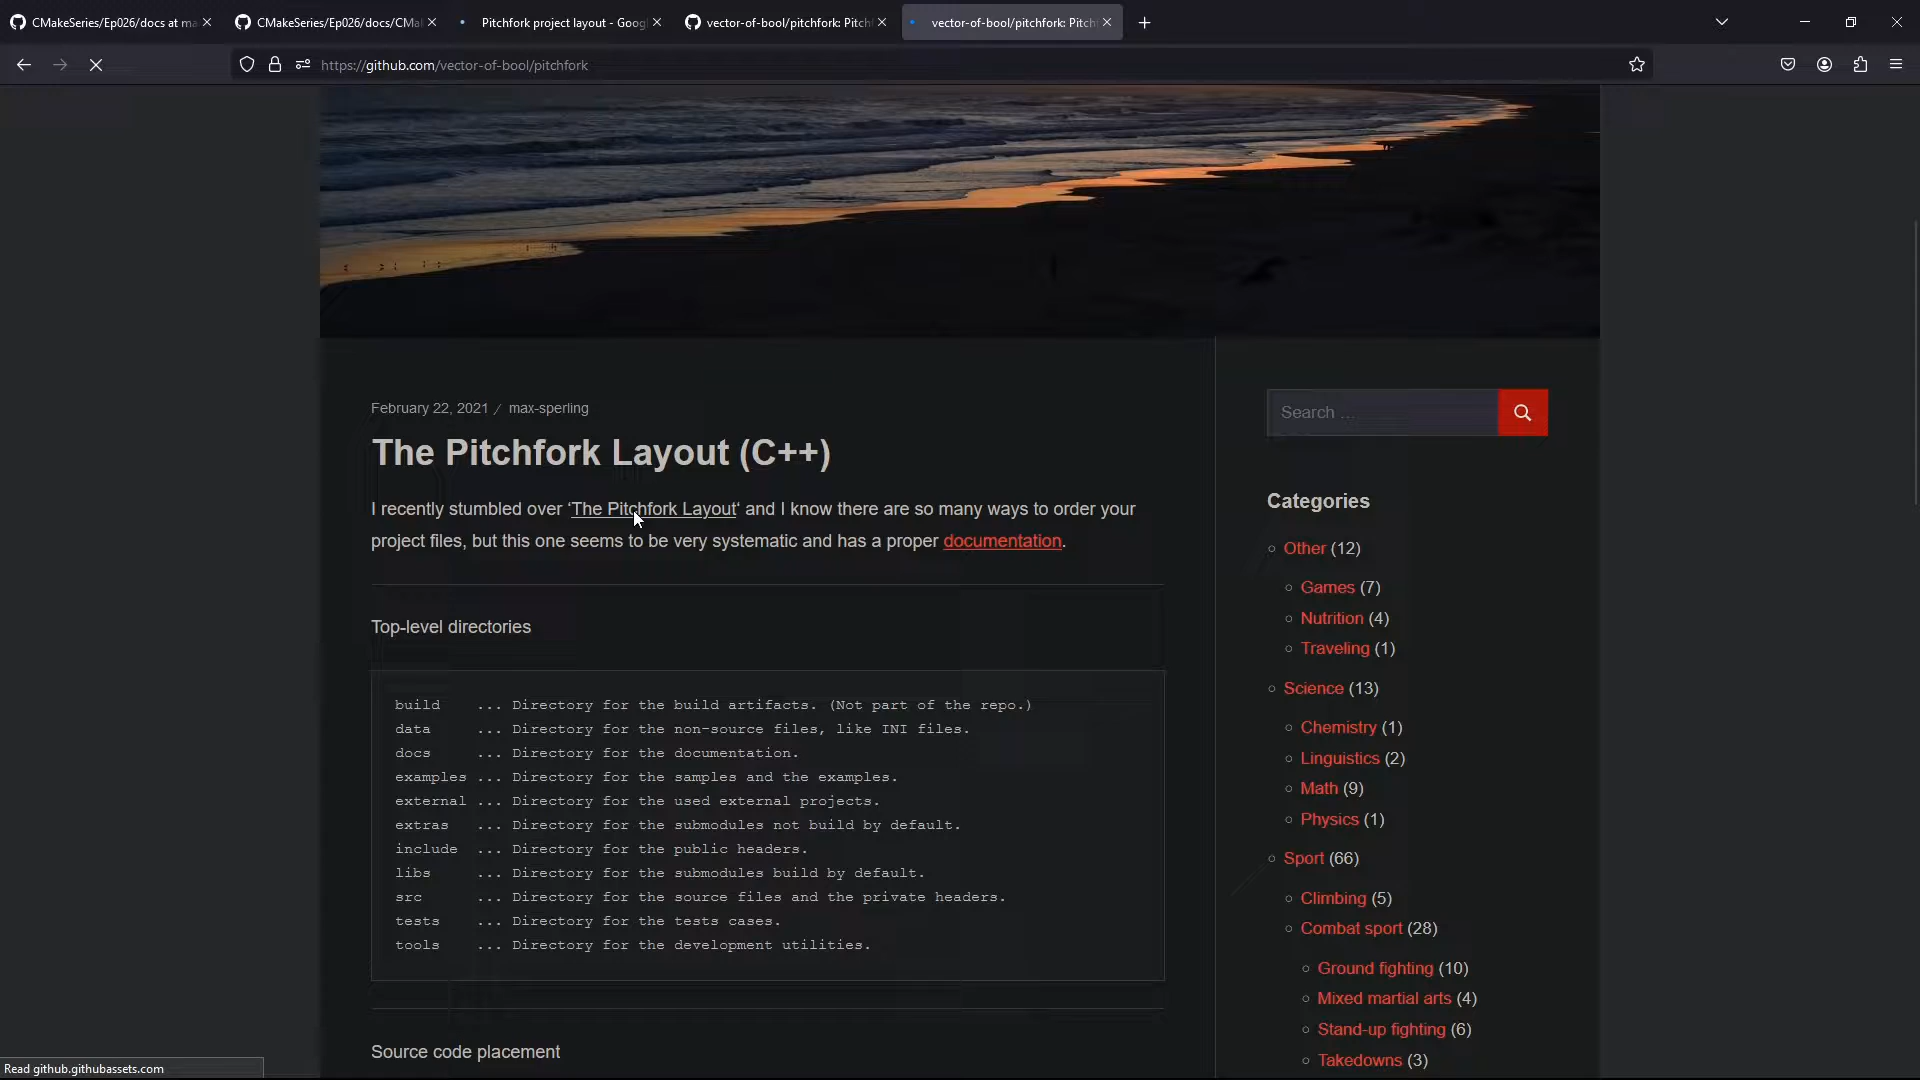 CMakeSeries/Ep026/docs at ma
CMakeSeries/Ep026/docs/CMa
Pitchfork project layout - Goog
vector-of-bool/pitchfork: Pitch
vector-of-bool/pitchfork: Pitch
https://github.com/vector-of-bool/pitchfork
February 22, 2021 / max-sperling
The Pitchfork Layout (C++)
I recently stumbled over ‘The Pitchfork Layout‘ and I know there are so many ways to order your
project files, but this one seems to be very systematic and has a proper documentation.
Top-level directories
build ... Directory for the build artifacts. (Not part of the repo.)
data ... Directory for the non-source files, like INI files.
docs ... Directory for the documentation.
examples ... Directory for the samples and the examples.
external ... Directory for the used external projects.
extras ... Directory for the submodules not build by default.
include ... Directory for the public headers.
libs ... Directory for the submodules build by default.
src ... Directory for the source files and the private headers.
tests ... Directory for the tests cases.
tools ... Directory for the development utilities.
Source code placement
Search ....
Categories
Other (12)
Games (7)
Nutrition (4)
Traveling (1)
Science (13)
Chemistry (1)
Linguistics (2)
Math (9)
Physics (1)
Sport (66)
Climbing (5)
Combat sport (28)
Ground fighting (10)
Mixed martial arts (4)
Stand-up fighting (6)
Takedowns (3)
Read github.githubassets.com